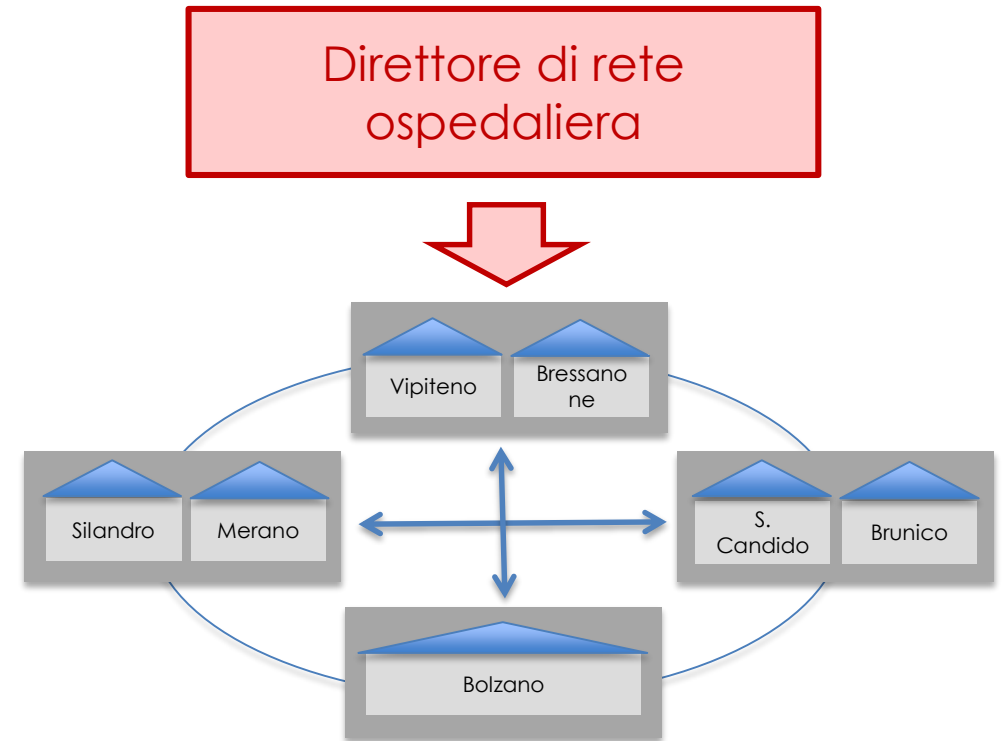 Direttore di rete
ospedaliera
Vipiteno
Bressano
ne
Silandro
Merano
S.
Candido
Brunico
Bolzano